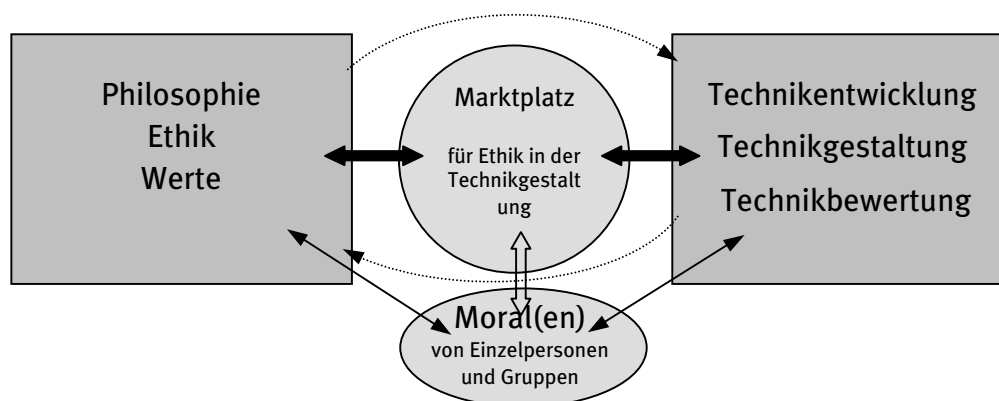 Philosophie
Ethik
Werte
Marktplatz
für Ethik in der
Technikgestalt
ung
Technikentwicklung
Technikgestaltung
Technikbewertung
Moral(en)
von Einzelpersonen
und Gruppen